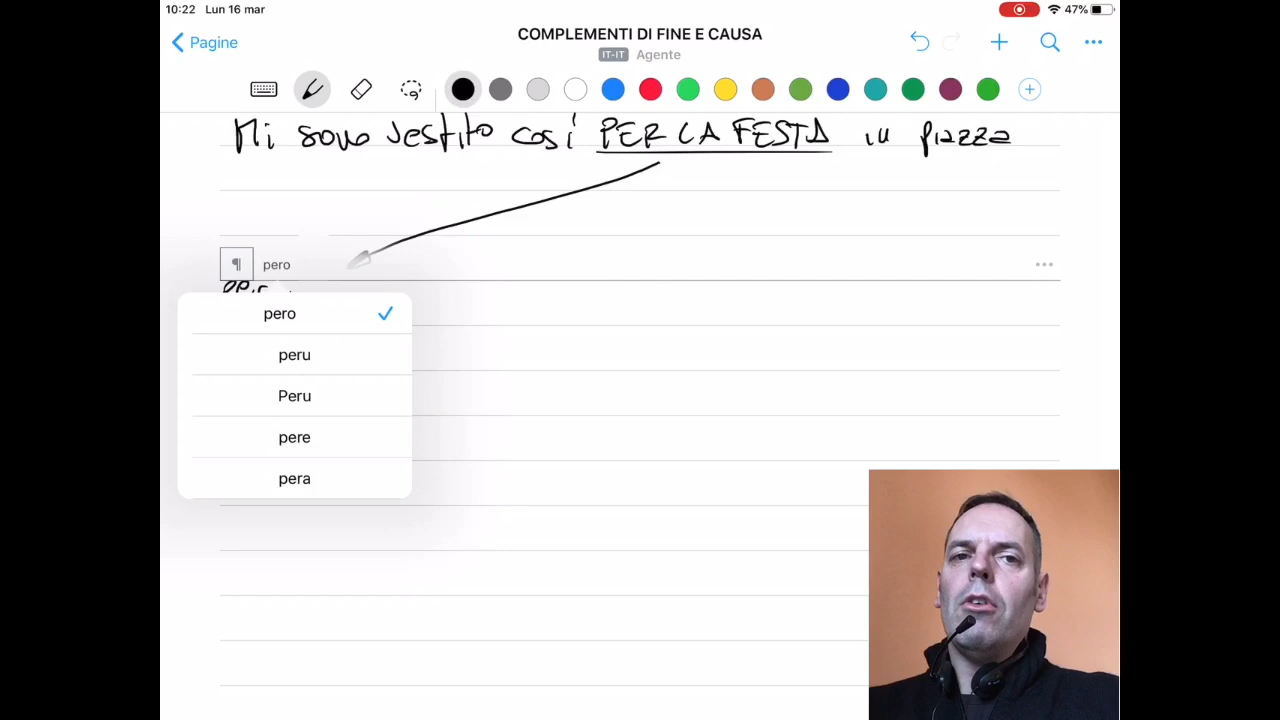 10:22 Lun 16 mar 47%
Pagine COMPLEMENTI DI FINE E CAUSA
IT-IT Agente
Mi sono vestito così PER LA FESTA in piazza
¶ pero
pero
peru
Peru
pere
pera